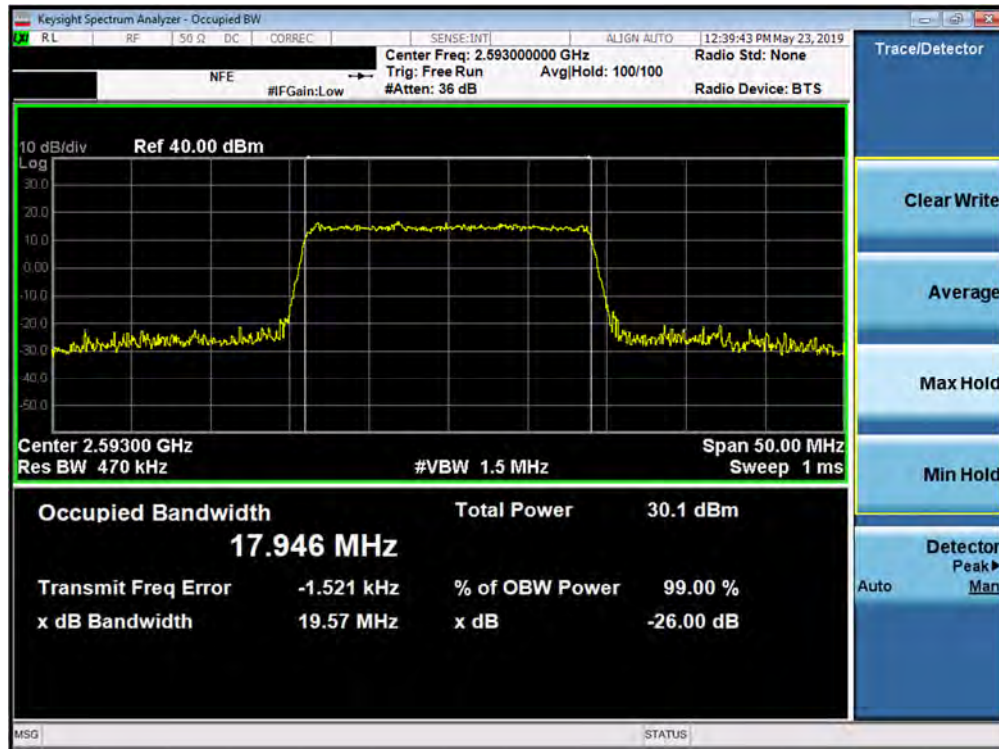 Keysight Spectrum Analyzer - Occupied BW
LXI RL RF 50 Ω DC CORREC SENSE:INT ALIGN AUTO 12:39:43 PM May 23, 2019
Center Freq: 2.593000000 GHz Radio Std: None
NFE Trig: Free Run Avg|Hold: 100/100
#IFGain:Low #Atten: 36 dB Radio Device: BTS
10 dB/div Ref 40.00 dBm
Log
30.0
20.0
10.0
0.00
-10.0
-20.0
-30.0
-40.0
-50.0
Center 2.59300 GHz Span 50.00 MHz
Res BW 470 kHz #VBW 1.5 MHz Sweep 1 ms
Occupied Bandwidth Total Power 30.1 dBm
17.946 MHz
Transmit Freq Error -1.521 kHz % of OBW Power 99.00 %
x dB Bandwidth 19.57 MHz x dB -26.00 dB
MSG STATUS
Trace/Detector
Clear Write
Average
Max Hold
Min Hold
Detector
Peak▶
Auto Man